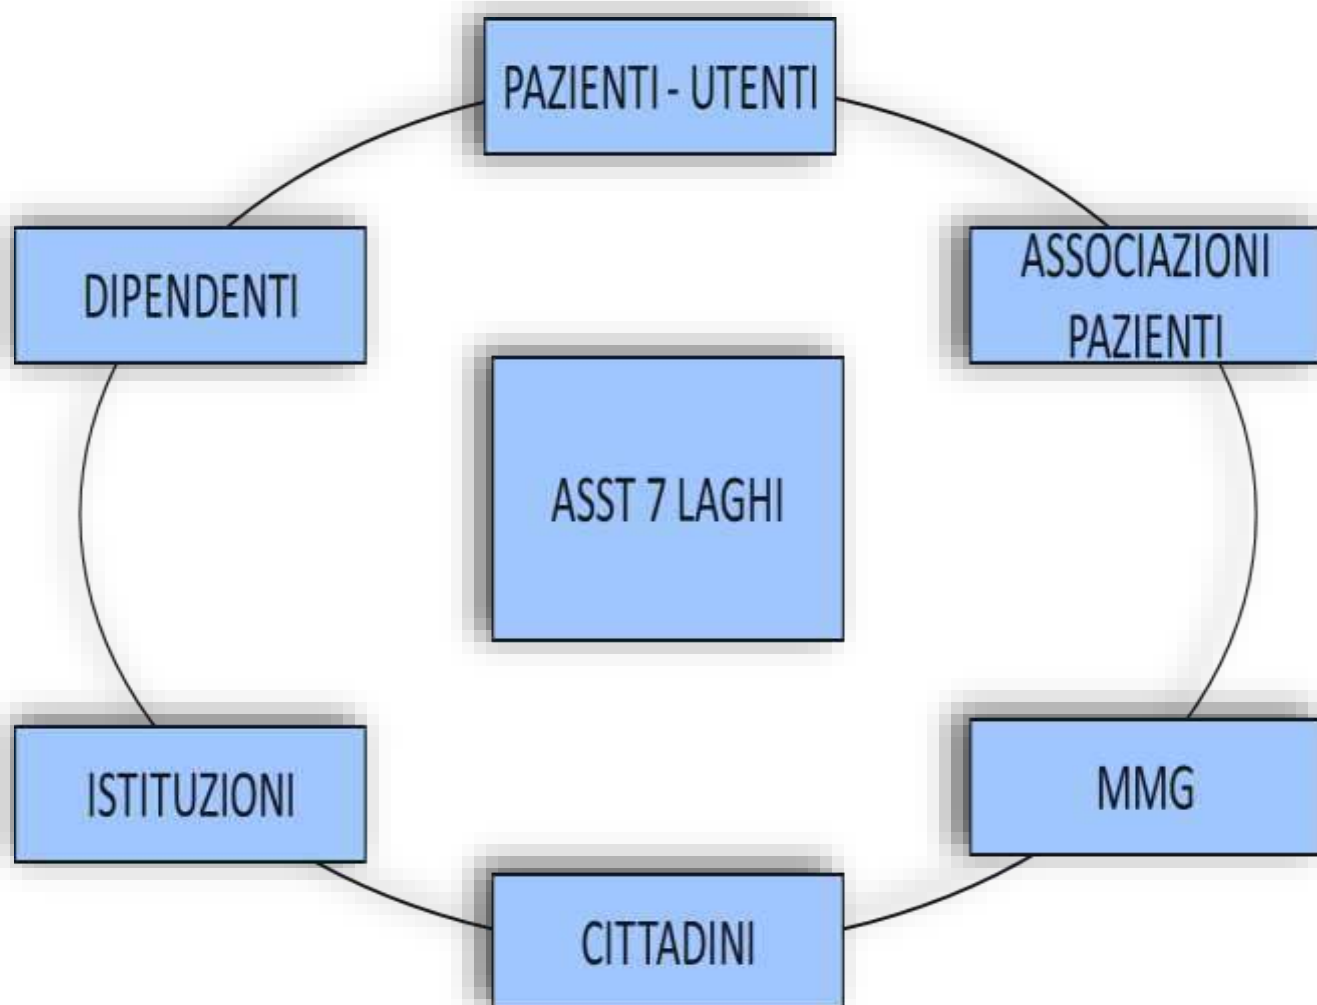 PAZIENTI - UTENTI
DIPENDENTI
ASSOCIAZIONI
PAZIENTI
ASST 7 LAGHI
ISTITUZIONI
MMG
CITTADINI